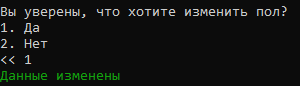 Вы уверены, что хотите изменить пол?
1. Да
2. Нет
<< 1
Данные изменены